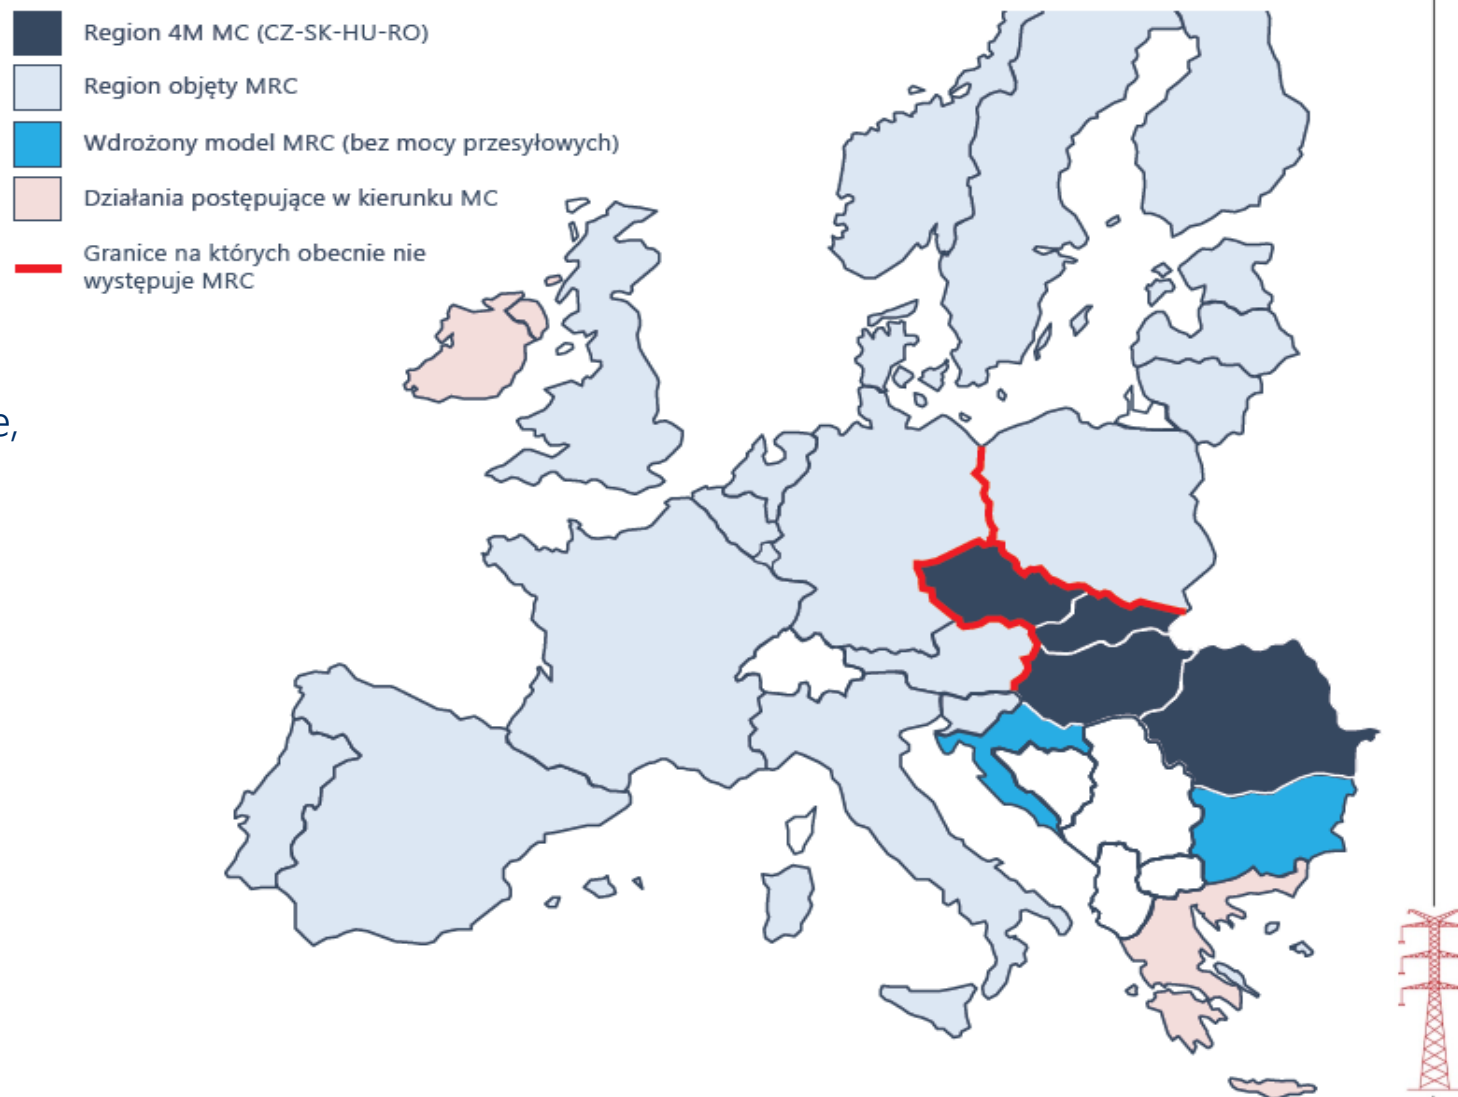 Region 4M MC (CZ-SK-HU-RO)
Region objęty MRC
Wdrożony model MRC (bez mocy przesyłowych)
Działania postępujące w kierunku MC
Granice na których obecnie nie
występuje MRC
e,